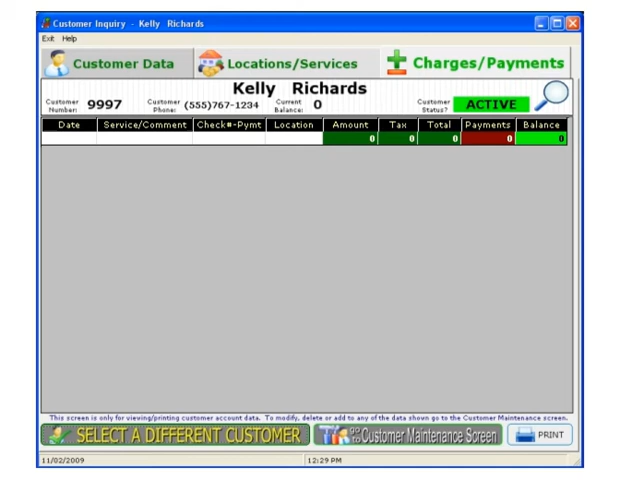 Customer Inquiry - Kelly Richards
Exit Help
Customer Data Locations/Services Charges/Payments
Kelly Richards
Customer Number: 9997 Customer Phone: (555)767-1234 Current Balance: 0 Customer Status? ACTIVE
Date Service/Comment Check#-Pymt Location Amount Tax Total Payments Balance
0 0 0 0 0
This screen is only for viewing/printing customer account data. To modify, delete or add to any of the data shown go to the Customer Maintenance screen.
SELECT A DIFFERENT CUSTOMER GO TO Customer Maintenance Screen PRINT
11/02/2009 12:29 PM